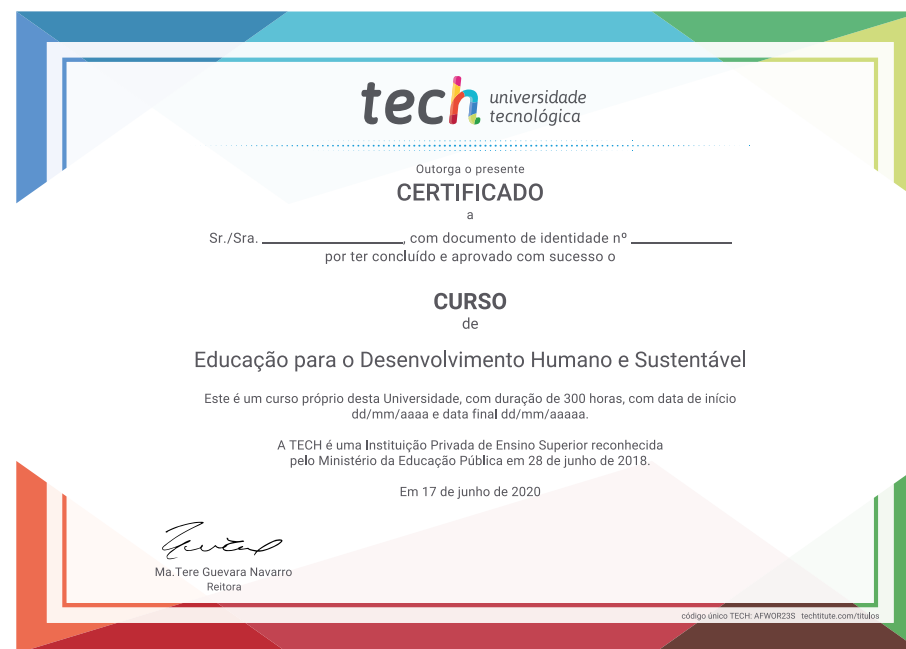 tech universidade
tecnológica
Outorga o presente
CERTIFICADO
a
Sr./Sra. ____________, com documento de identidade nº ____________
por ter concluído e aprovado com sucesso o
CURSO
de
Educação para o Desenvolvimento Humano e Sustentável
Este é um curso próprio desta Universidade, com duração de 300 horas, com data de início
dd/mm/aaaa e data final dd/mm/aaaaa.
A TECH é uma Instituição Privada de Ensino Superior reconhecida
pelo Ministério da Educação Pública em 28 de junho de 2018.
Em 17 de junho de 2020
Ma.Tere Guevara Navarro
Reitora
código único TECH: AFWOR23S techtitute.com/títulos